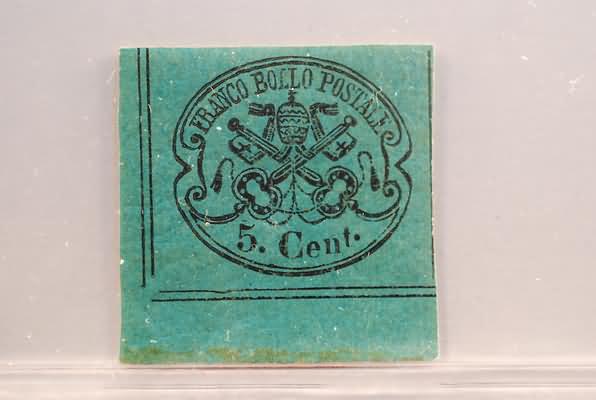 FRANCO BOLLO POSTALE
5. Cent.